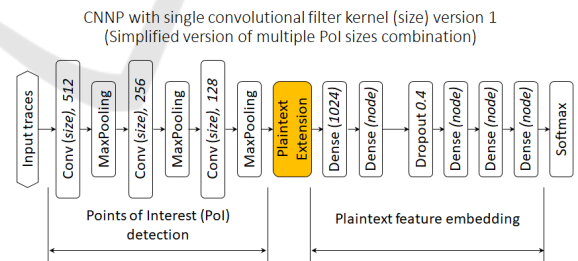 CNNP with single convolutional filter kernel (size) version 1
(Simplified version of multiple PoI sizes combination)
Input traces
Conv (size), 512
MaxPooling
Conv (size), 256
MaxPooling
Conv (size), 128
MaxPooling
Plaintext
Extension
Dense (1024)
Dense (node)
Dropout 0.4
Dense (node)
Dense (node)
Dense (node)
Softmax
Points of Interest (PoI)
detection
Plaintext feature embedding